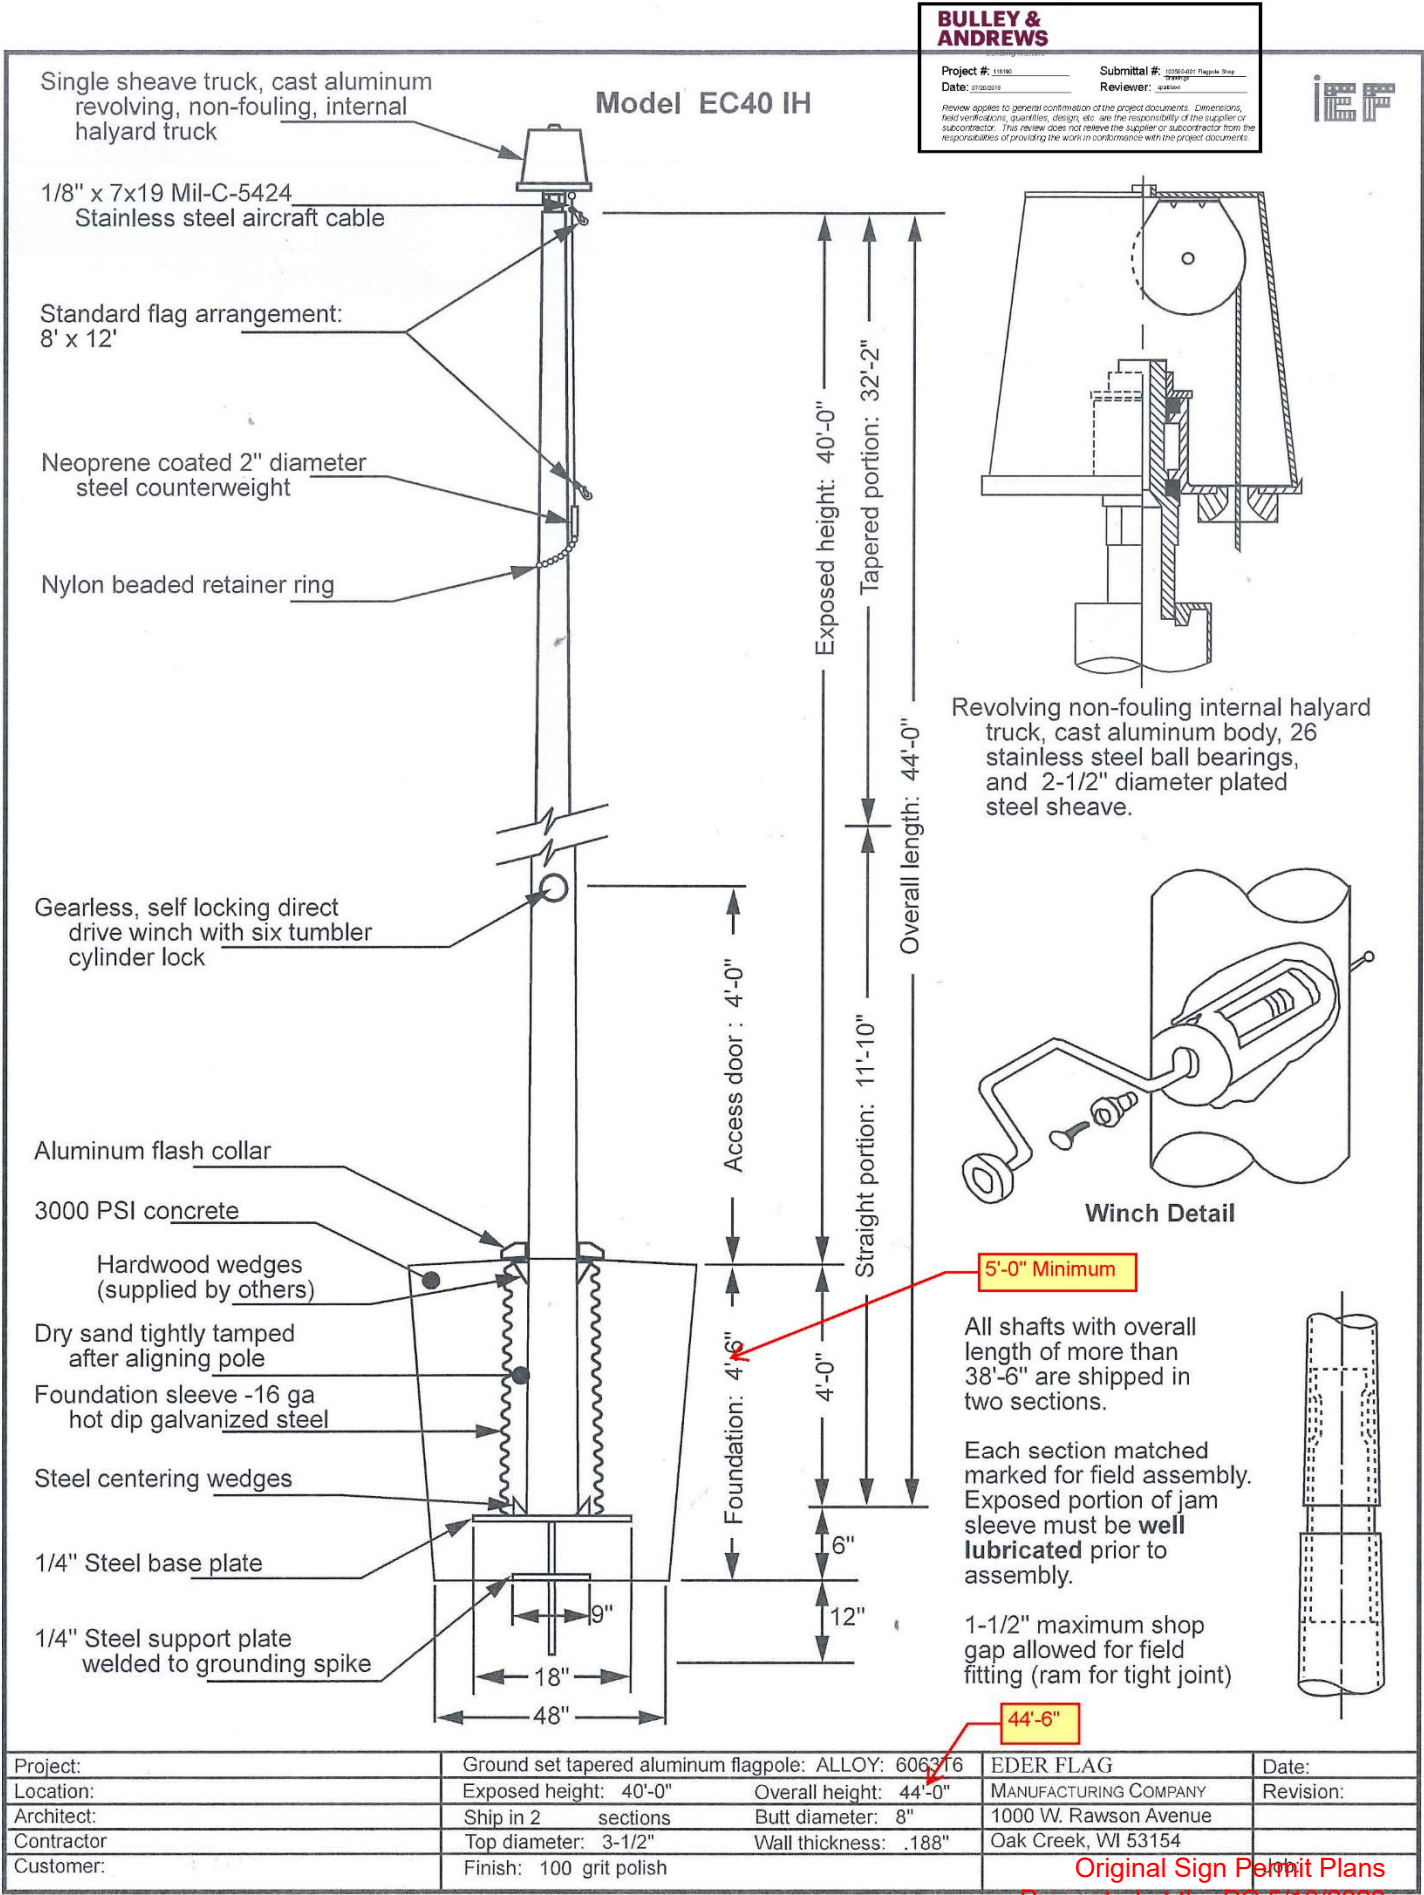 BULLEY &
ANDREWS
Project #:
Submittal #:
Date: 07/20/2018
Reviewer:
Review applies to general confirmation of the project documents. Dimensions,
field verifications, quantities, design, etc. are the responsibility of the supplier or
subcontractor. This review does not relieve the supplier or subcontractor from the
responsibilities of providing the work in conformance with the project documents.
Model EC40 IH
Single sheave truck, cast aluminum
revolving, non-fouling, internal
halyard truck
1/8" x 7x19 Mil-C-5424
Stainless steel aircraft cable
Standard flag arrangement:
8' x 12'
Neoprene coated 2" diameter
steel counterweight
Nylon beaded retainer ring
Gearless, self locking direct
drive winch with six tumbler
cylinder lock
Aluminum flash collar
3000 PSI concrete
Hardwood wedges
(supplied by others)
Dry sand tightly tamped
after aligning pole
Foundation sleeve -16 ga
hot dip galvanized steel
Steel centering wedges
1/4" Steel base plate
1/4" Steel support plate
welded to grounding spike
Exposed height: 40'-0"
Tapered portion: 32'-2"
Overall length: 44'-0"
Access door : 4'-0"
Straight portion: 11'-10"
Foundation: 4'-6"
4'-0"
6"
12"
9"
18"
48"
Revolving non-fouling internal halyard
truck, cast aluminum body, 26
stainless steel ball bearings,
and 2-1/2" diameter plated
steel sheave.
Winch Detail
5'-0" Minimum
All shafts with overall
length of more than
38'-6" are shipped in
two sections.
Each section matched
marked for field assembly.
Exposed portion of jam
sleeve must be well
lubricated prior to
assembly.
1-1/2" maximum shop
gap allowed for field
fitting (ram for tight joint)
44'-6"
Project:
Location:
Architect:
Contractor
Customer:
Ground set tapered aluminum flagpole: ALLOY: 6063T6
Exposed height: 40'-0" Overall height: 44'-0"
Ship in 2 sections Butt diameter: 8"
Top diameter: 3-1/2" Wall thickness: .188"
Finish: 100 grit polish
EDER FLAG
MANUFACTURING COMPANY
1000 W. Rawson Avenue
Oak Creek, WI 53154
Date:
Revision:
Job:
Original Sign Permit Plans